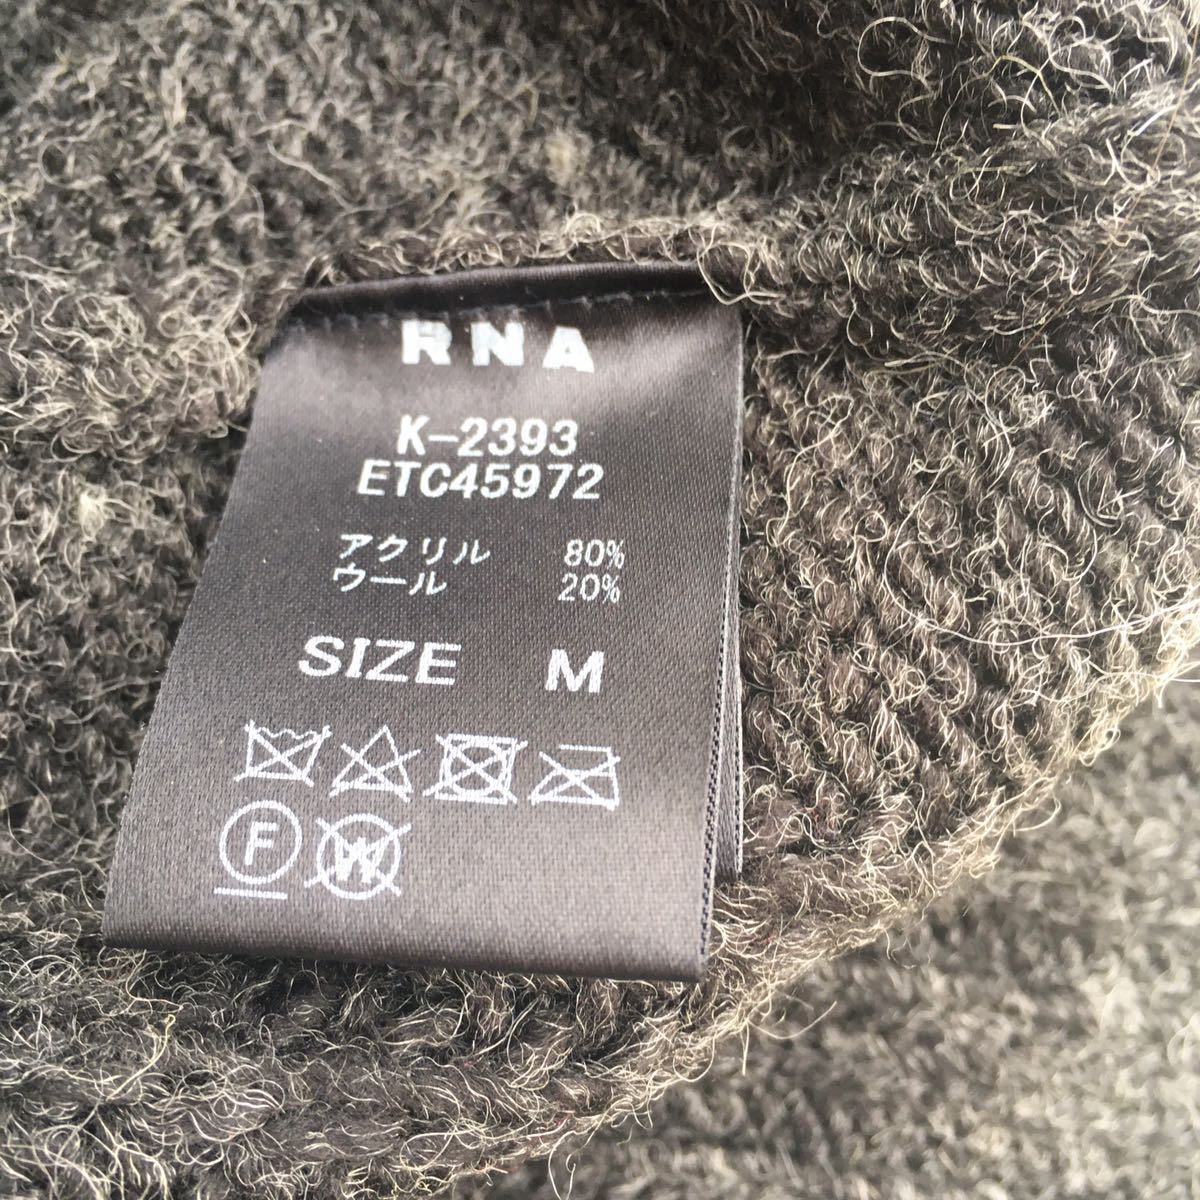 RNA
K-2393
ETC45972
アクリル 80%
ウール 20%
SIZE M
F W